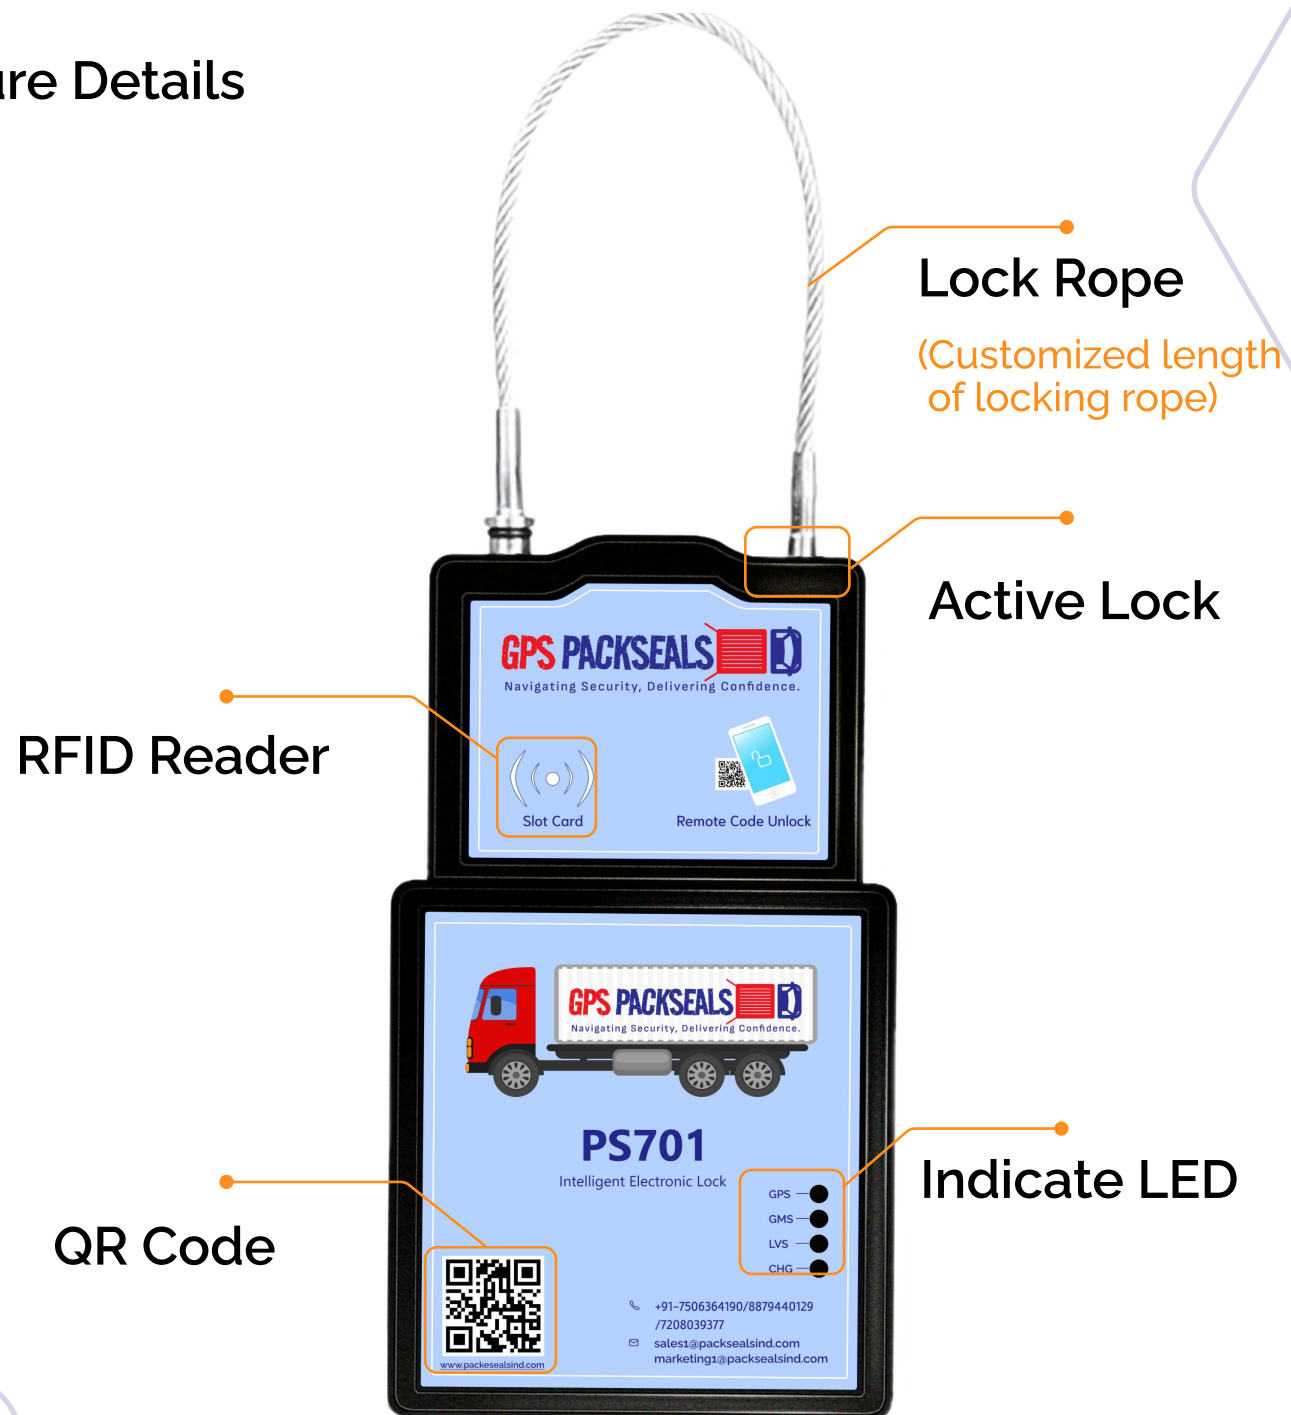 ure Details
Lock Rope
(Customized length
of locking rope)
Active Lock
GPS PACKSEALS
Navigating Security, Delivering Confidence.
RFID Reader
Slot Card
Remote Code Unlock
GPS PACKSEALS
Navigating Security, Delivering Confidence.
PS701
Intelligent Electronic Lock
Indicate LED
GPS
GMS
LVS
CHG
QR Code
+91-7506364190/8879440129
/7208039377
sales1@packsealsind.com
marketing1@packsealsind.com
www.packesealsind.com